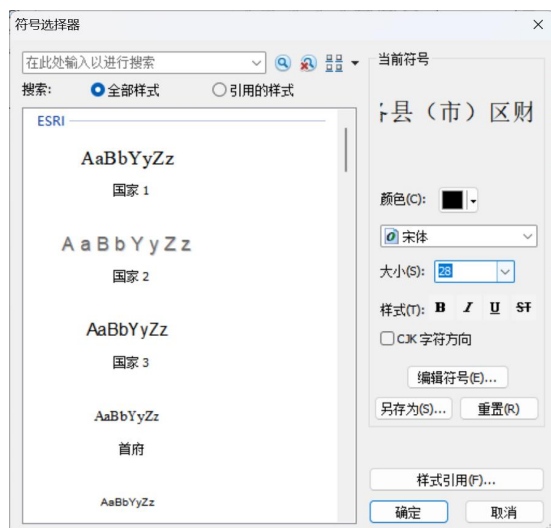 符号选择器
在此处输入以进行搜索
搜索:
全部样式
引用的样式
ESRI
AaBbYyZz
国家 1
AaBbYyZz
国家 2
AaBbYyZz
国家 3
AaBbYyZz
首府
AaBbYyZz
当前符号
县（市）区财
颜色(C):
宋体
大小(S):
28
样式(T): B I U ST
CJK 字符方向
编辑符号(E)...
另存为(S)...
重置(R)
样式引用(F)...
确定
取消